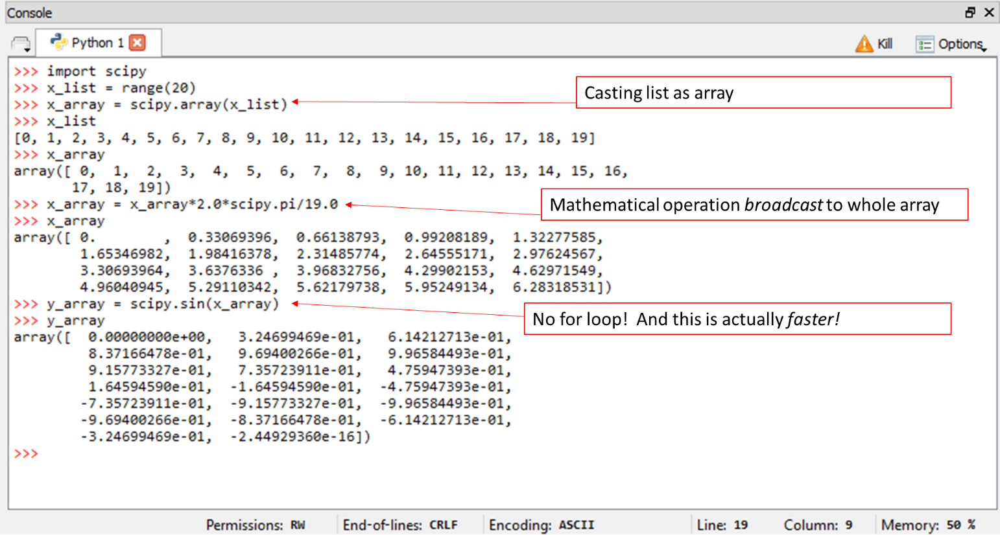 Console
Python 1
Kill
Options
>>> import scipy
>>> x_list = range(20)
>>> x_array = scipy.array(x_list)
Casting list as array
>>> x_list
[0, 1, 2, 3, 4, 5, 6, 7, 8, 9, 10, 11, 12, 13, 14, 15, 16, 17, 18, 19]
>>> x_array
array([ 0,  1,  2,  3,  4,  5,  6,  7,  8,  9, 10, 11, 12, 13, 14, 15, 16,
       17, 18, 19])
>>> x_array = x_array*2.0*scipy.pi/19.0
Mathematical operation broadcast to whole array
>>> x_array
array([ 0.        ,  0.33069396,  0.66138793,  0.99208189,  1.32277585,
        1.65346982,  1.98416378,  2.31485774,  2.64555171,  2.97624567,
        3.30693964,  3.6376336 ,  3.96832756,  4.29902153,  4.62971549,
        4.96040945,  5.29110342,  5.62179738,  5.95249134,  6.28318531])
>>> y_array = scipy.sin(x_array)
No for loop!  And this is actually faster!
>>> y_array
array([  0.00000000e+00,   3.24699469e-01,   6.14212713e-01,
         8.37166478e-01,   9.69400266e-01,   9.96584493e-01,
         9.15773327e-01,   7.35723911e-01,   4.75947393e-01,
         1.64594590e-01,  -1.64594590e-01,  -4.75947393e-01,
        -7.35723911e-01,  -9.15773327e-01,  -9.96584493e-01,
        -9.69400266e-01,  -8.37166478e-01,  -6.14212713e-01,
        -3.24699469e-01,  -2.44929360e-16])
>>>
Permissions: RW End-of-lines: CRLF Encoding: ASCII Line: 19 Column: 9 Memory: 50 %